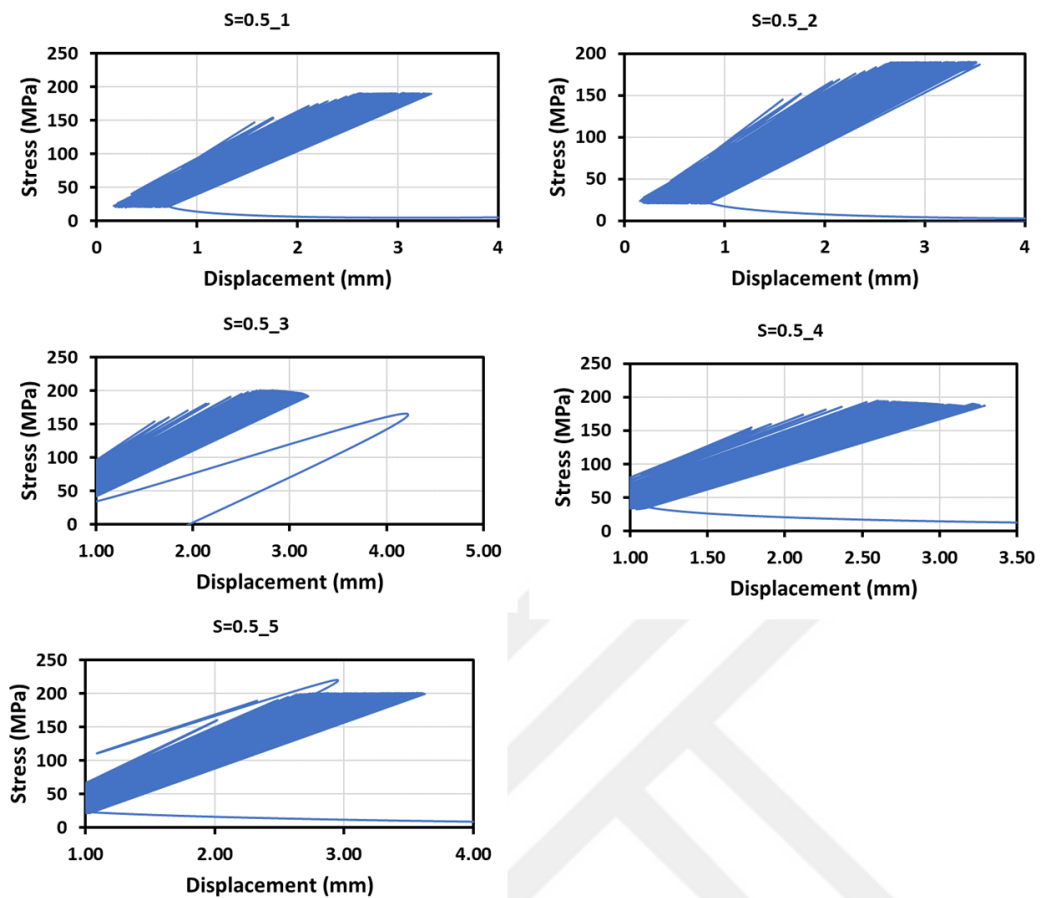 S=0.5_1
250
200
150
100
50
0
Stress (MPa)
0 1 2 3 4
Displacement (mm)
S=0.5_2
200
150
100
50
0
Stress (MPa)
0 1 2 3 4
Displacement (mm)
S=0.5_3
250
200
150
100
50
0
Stress (MPa)
1.00 2.00 3.00 4.00 5.00
Displacement (mm)
S=0.5_4
250
200
150
100
50
0
Stress (MPa)
1.00 1.50 2.00 2.50 3.00 3.50
Displacement (mm)
S=0.5_5
250
200
150
100
50
0
Stress (MPa)
1.00 2.00 3.00 4.00
Displacement (mm)